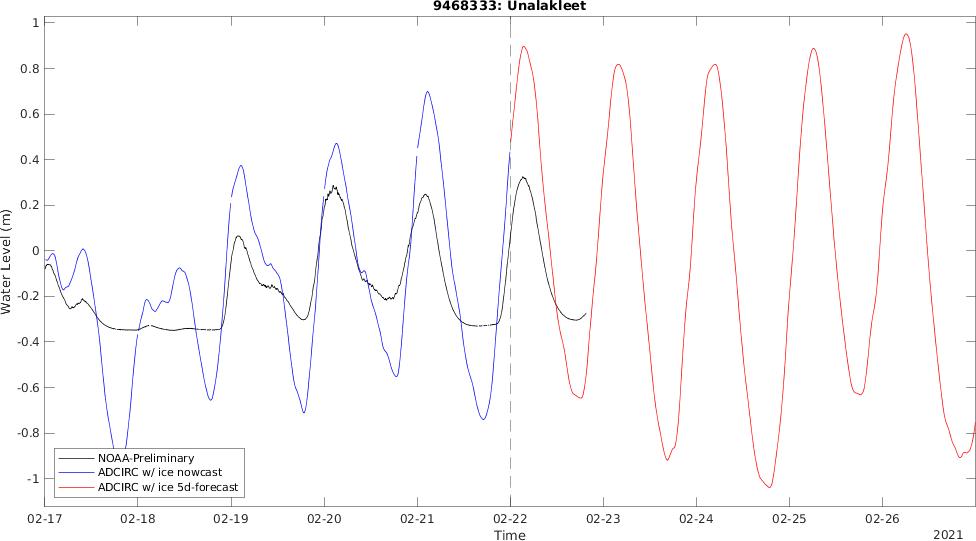 9468333: Unalakleet
Water Level (m)
1
0.8
0.6
0.4
0.2
0
-0.2
-0.4
-0.6
-0.8
-1
NOAA-Preliminary
ADCIRC w/ ice nowcast
ADCIRC w/ ice 5d-forecast
02-17 02-18 02-19 02-20 02-21 02-22 02-23 02-24 02-25 02-26
Time
2021